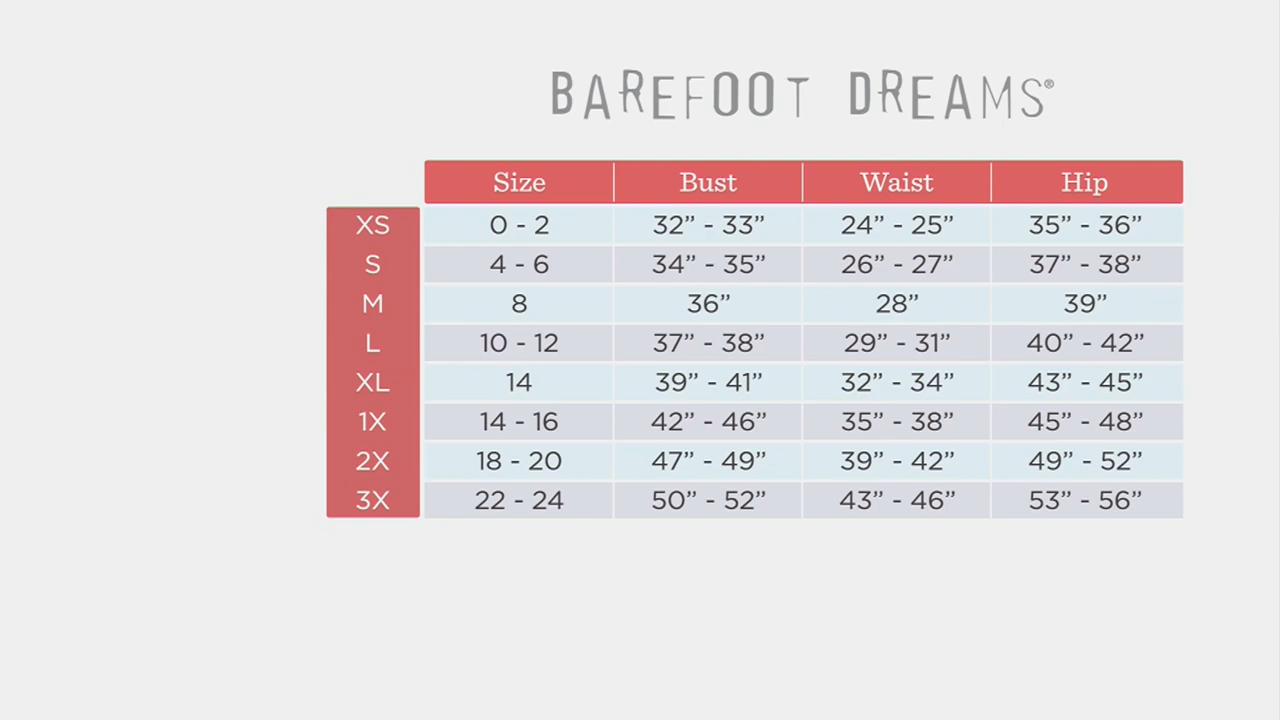 BAREFOOT DREAMS®
Size Bust Waist Hip
XS 0 - 2 32” - 33” 24” - 25” 35” - 36”
S 4 - 6 34” - 35” 26” - 27” 37” - 38”
M 8 36” 28” 39”
L 10 - 12 37” - 38” 29” - 31” 40” - 42”
XL 14 39” - 41” 32” - 34” 43” - 45”
1X 14 - 16 42” - 46” 35” - 38” 45” - 48”
2X 18 - 20 47” - 49” 39” - 42” 49” - 52”
3X 22 - 24 50” - 52” 43” - 46” 53” - 56”